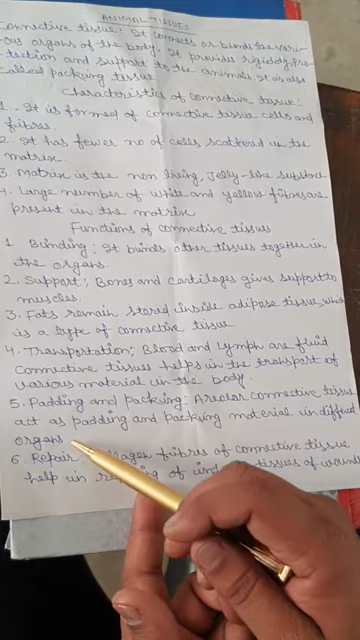 ANIMAL TISSUES
Connective tissue: It connects or binds the vari-
-ous organs of the body. It provides rigidity, pro-
-tection and support to the animals. It is also
called packing tissue
Characteristics of connective tissue:
1. It is formed of connective tissue cells and
fibres.
2. It has fewer no of cells scattered in the
matrix.
3. Matrix is the non living, Jelly-like substanc
4. Large number of white and yellow fibres are
present in the matrix
Functions of connective tissues
1 Binding: It binds other tissues together in
the organs.
2. Support; Bones and cartilages gives support to
muscles.
3. Fats remain stored inside adipose tissue, which
is a type of connective tissue
4. Transportation; Blood and Lymph are fluid
connective tissues helps in the transport of
various material in the body.
5. Padding and packing: Areolar connective tissue
act as padding and packing material in different
organs
6. Repair fibres of connective tissue
help in of tissues of wound